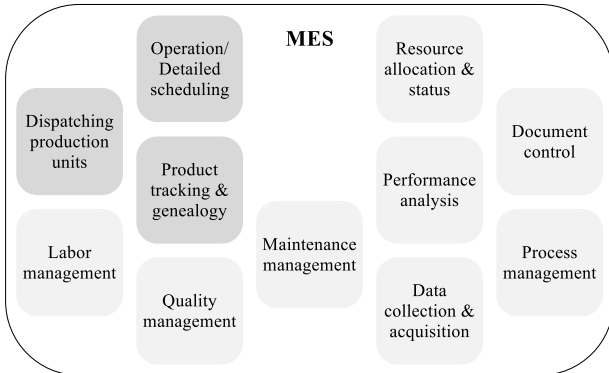 MES
Operation/
Detailed
scheduling
Resource
allocation &
status
Dispatching
production
units
Document
control
Product
tracking &
genealogy
Performance
analysis
Labor
management
Maintenance
management
Process
management
Quality
management
Data
collection &
acquisition